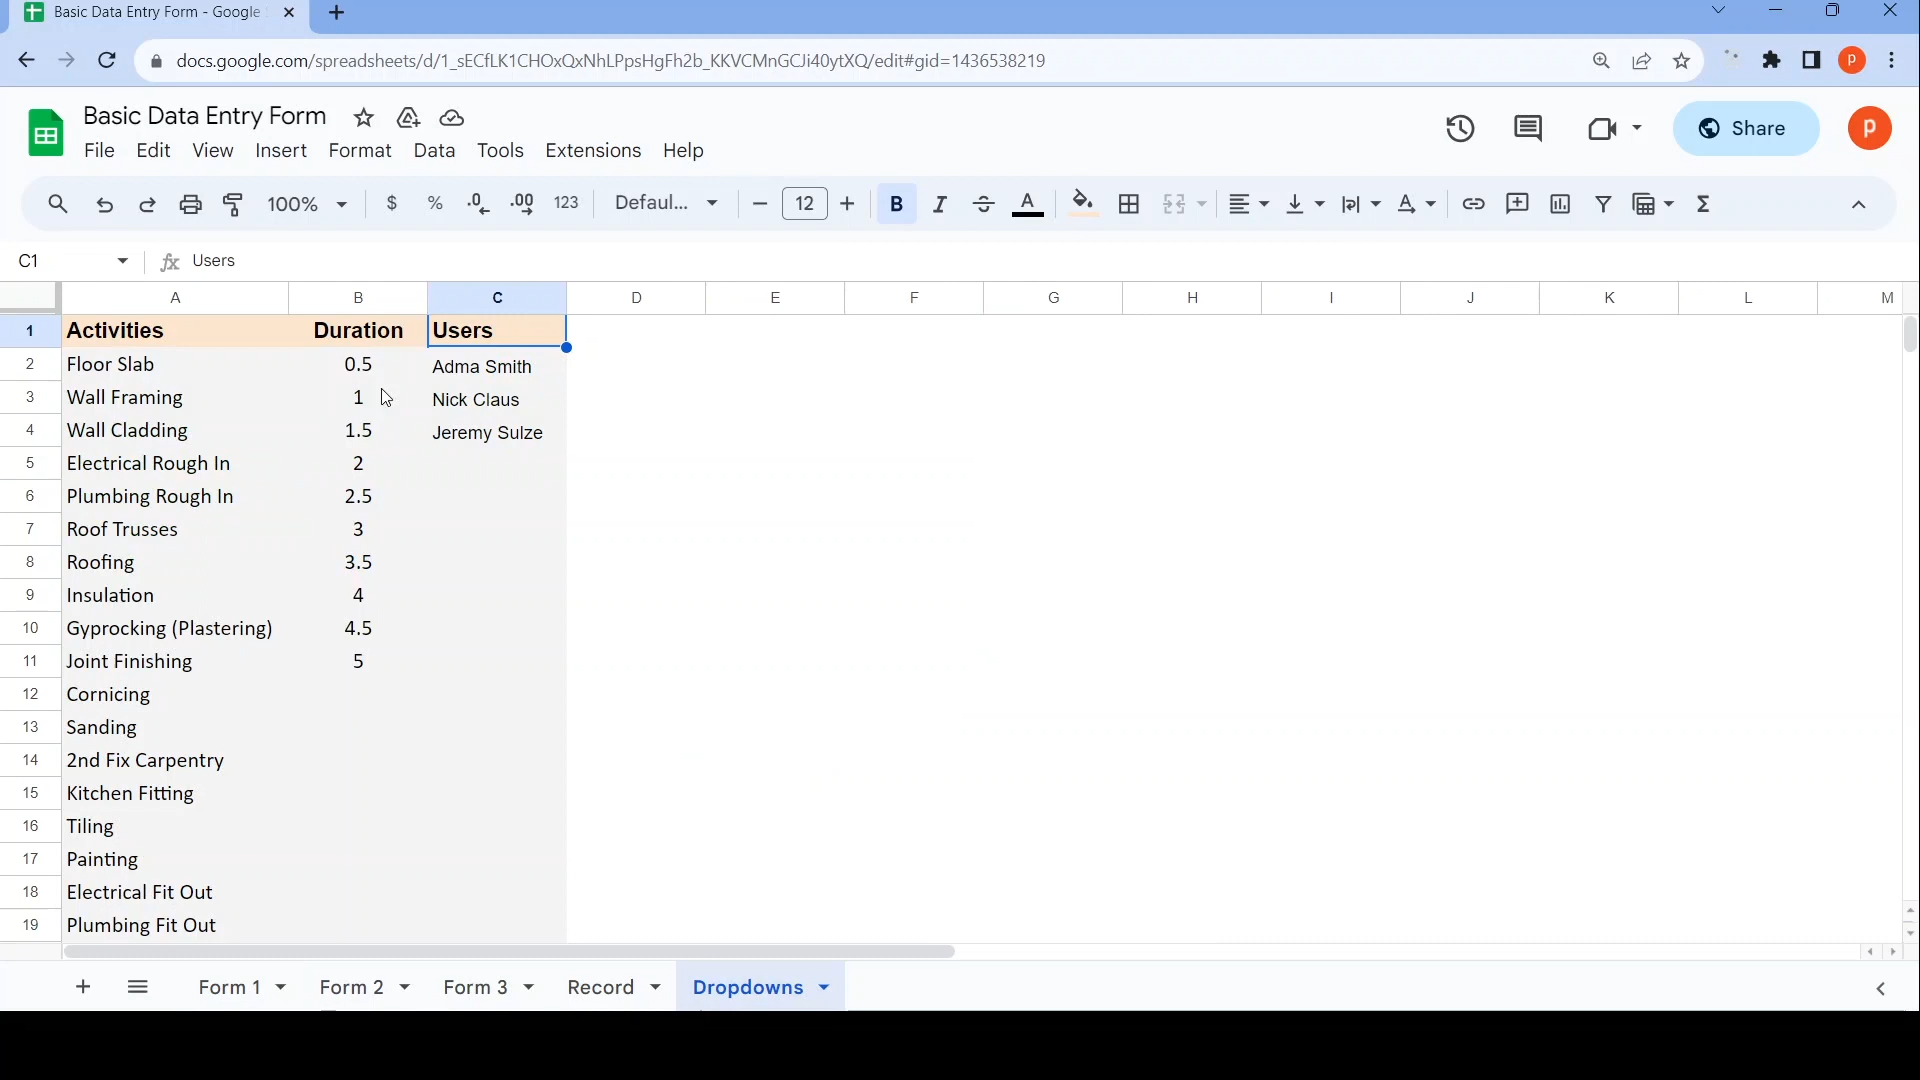 Basic Data Entry Form - Google
docs.google.com/spreadsheets/d/1_sECfLK1CHOxQxNhLPpsHgFh2b_KKVCMnGCJi40ytXQ/edit#gid=1436538219
P
Basic Data Entry Form
File Edit View Insert Format Data Tools Extensions Help
Share
P
100% $ % .0 .00 123 Defaul... 12 B I S A
C1 fx Users
A B C D E F G H I J K L M
1 Activities Duration Users
2 Floor Slab 0.5 Adma Smith
3 Wall Framing 1 Nick Claus
4 Wall Cladding 1.5 Jeremy Sulze
5 Electrical Rough In 2
6 Plumbing Rough In 2.5
7 Roof Trusses 3
8 Roofing 3.5
9 Insulation 4
10 Gyprocking (Plastering) 4.5
11 Joint Finishing 5
12 Cornicing
13 Sanding
14 2nd Fix Carpentry
15 Kitchen Fitting
16 Tiling
17 Painting
18 Electrical Fit Out
19 Plumbing Fit Out
Form 1 Form 2 Form 3 Record Dropdowns